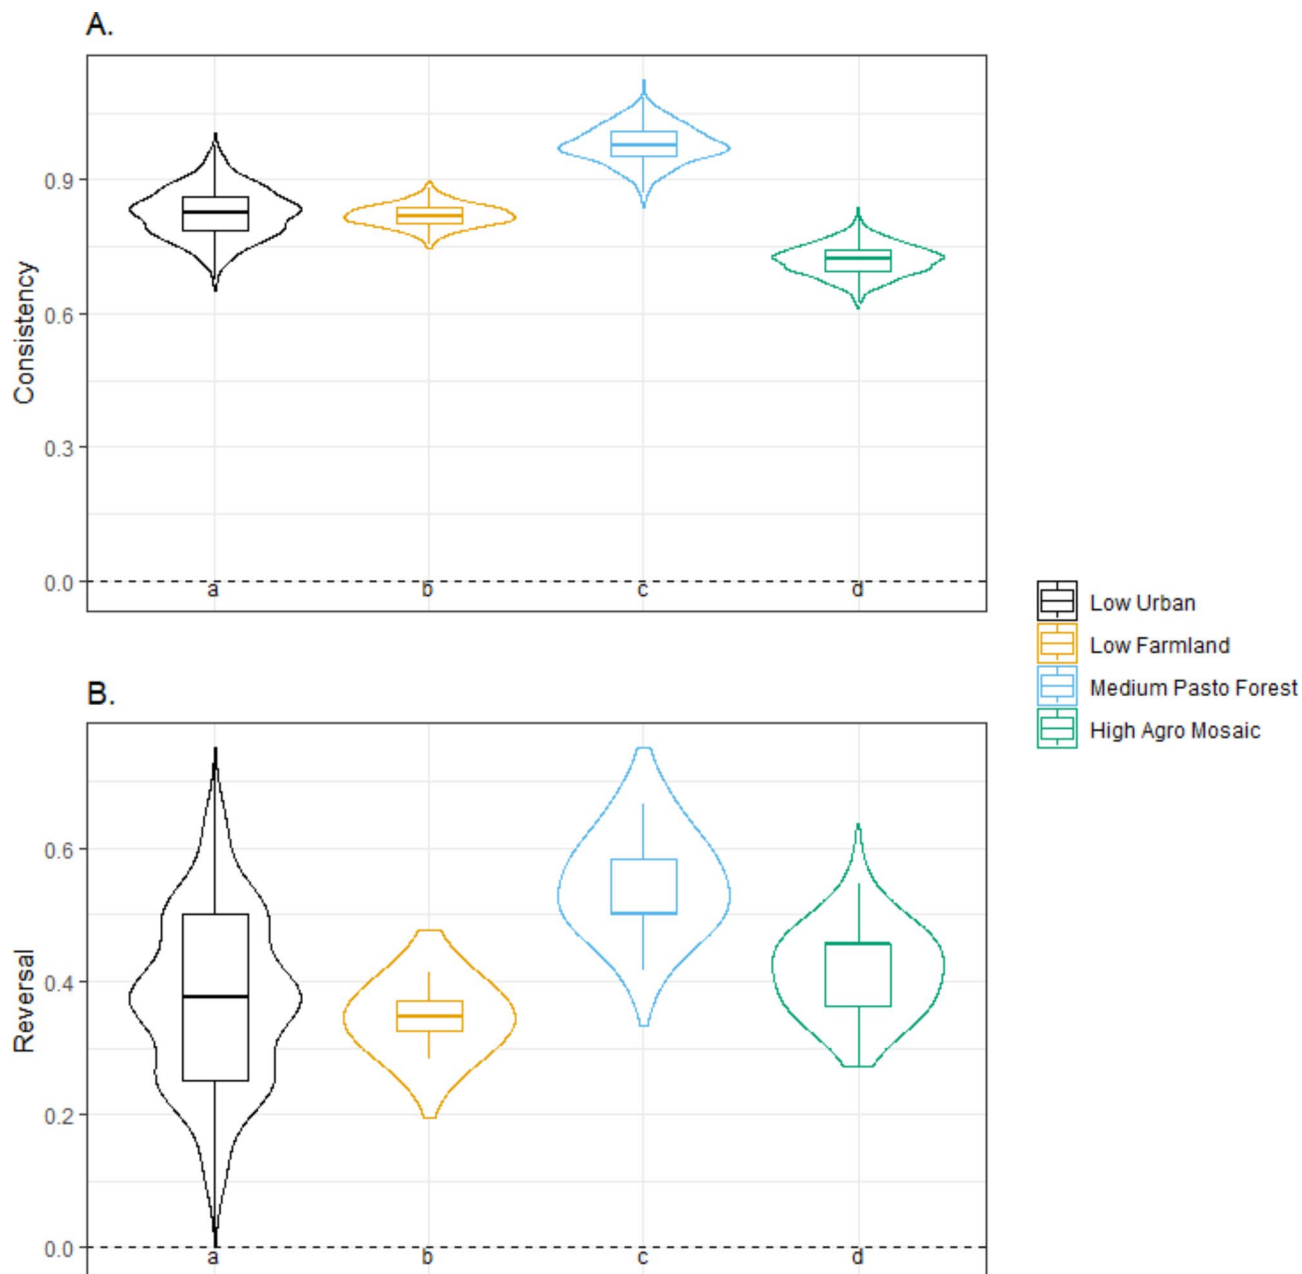 A.
Consistency
0.9
0.6
0.3
0.0
a b c d
Low Urban
Low Farmland
Medium Pasto Forest
High Agro Mosaic
B.
Reversal
0.6
0.4
0.2
0.0
a b c d